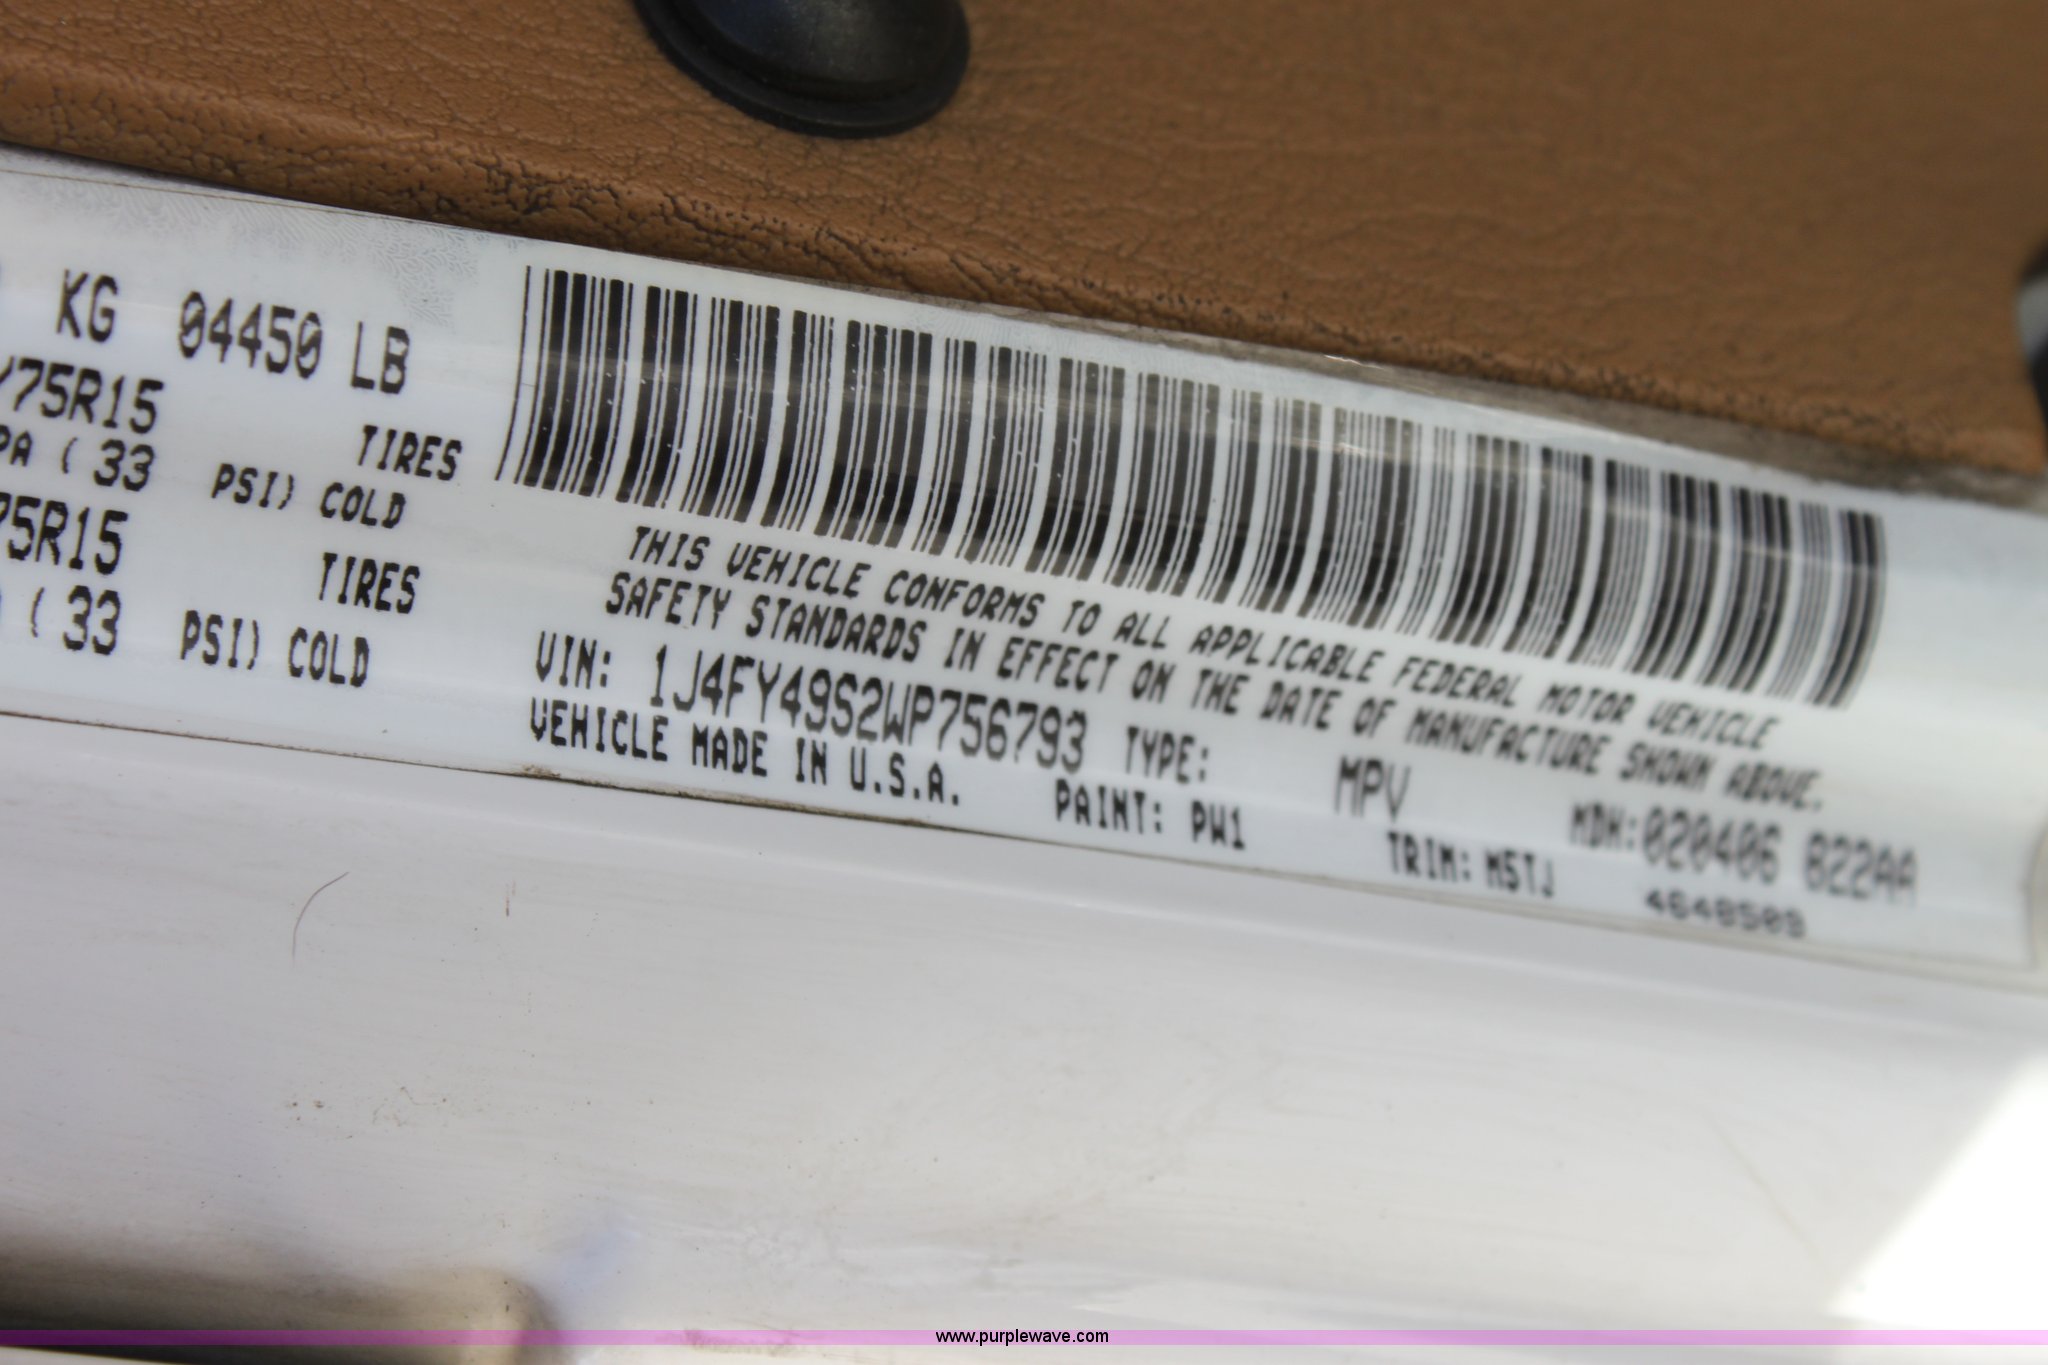 KG 04450 LB
/75R15 TIRES
PA ( 33 PSI) COLD
75R15 TIRES
( 33 PSI) COLD
THIS VEHICLE CONFORMS TO ALL APPLICABLE FEDERAL MOTOR VEHICLE
SAFETY STANDARDS IN EFFECT ON THE DATE OF MANUFACTURE SHOWN ABOVE.
VIN: 1J4FY49S2WP756793 TYPE: MPV MDH:020406 822AA
VEHICLE MADE IN U.S.A. PAINT: PW1 TRIM: M5TJ 4648509
www.purplewave.com